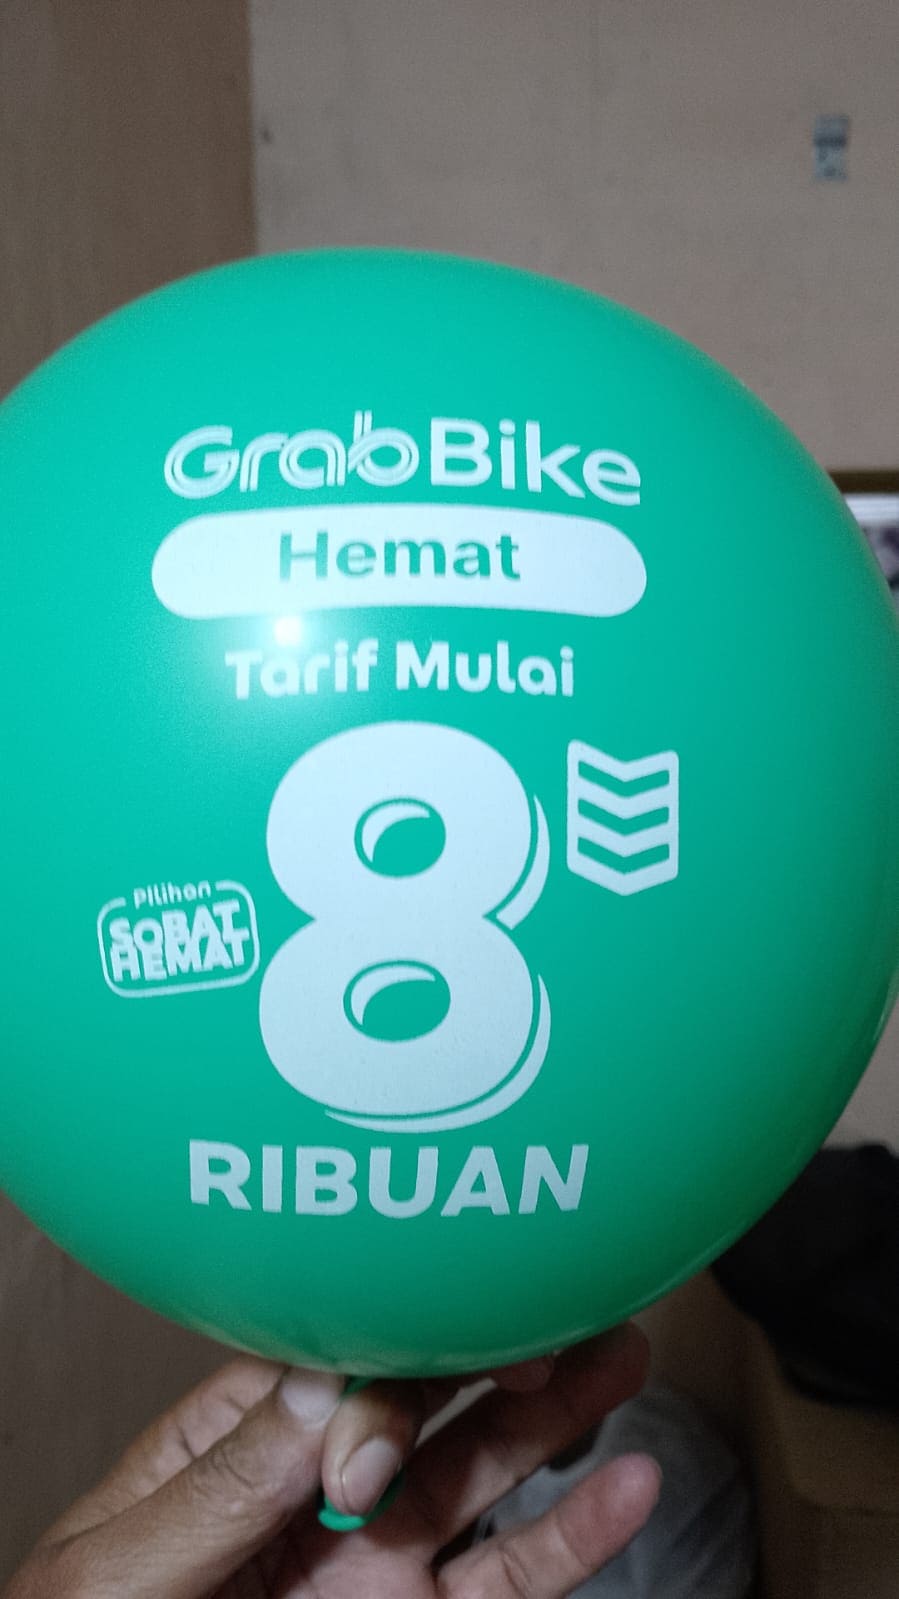 GrabBike
Hemat
Tarif Mulai
8
Pilihan
SOBAT
HEMAT
RIBUAN